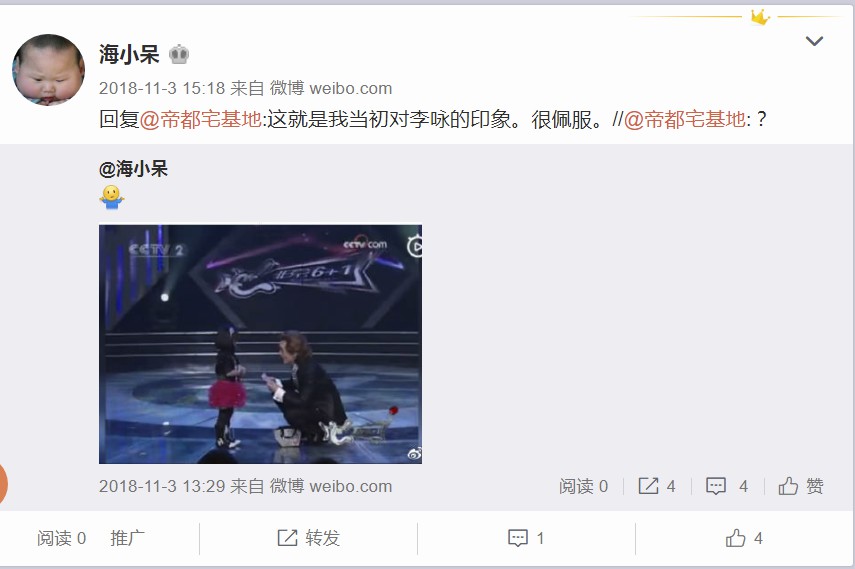 海小呆
2018-11-3 15:18 来自 微博 weibo.com
回复@帝都宅基地:这就是我当初对李咏的印象。很佩服。//@帝都宅基地:？
@海小呆
CCTV 2
CCTV.com
非常6+1
2018-11-3 13:29 来自 微博 weibo.com
阅读 0
4
4
赞
阅读 0
推广
转发
1
4